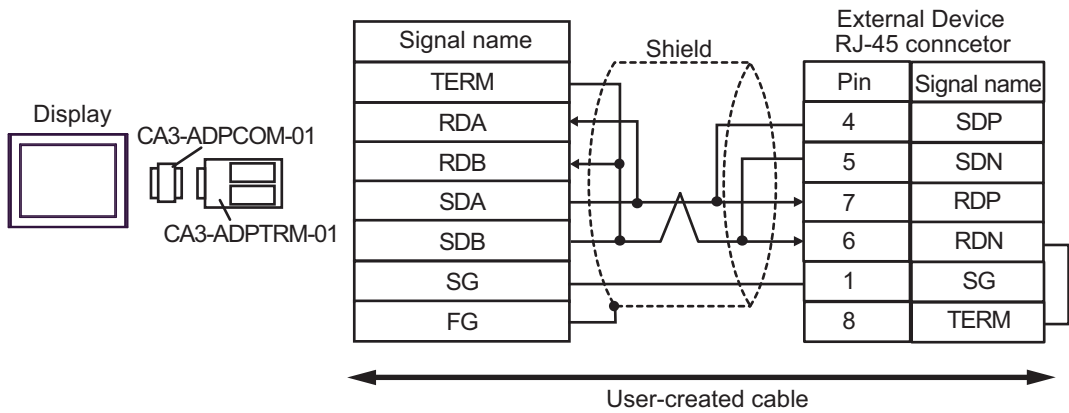 Display
CA3-ADPCOM-01
CA3-ADPTRM-01
Signal name
TERM
RDA
RDB
SDA
SDB
SG
FG
Shield
External Device
RJ-45 conncetor
Pin Signal name
4 SDP
5 SDN
7 RDP
6 RDN
1 SG
8 TERM
User-created cable